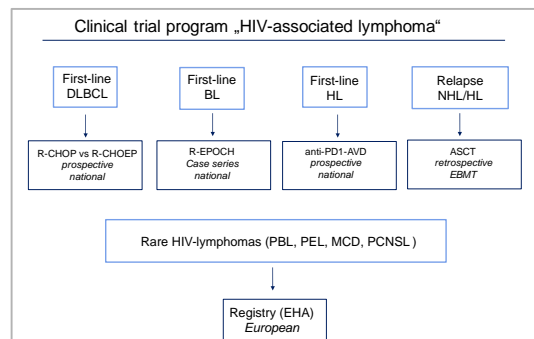 Clinical trial program „HIV-associated lymphoma“
First-line
DLBCL
First-line
BL
First-line
HL
Relapse
NHL/HL
R-CHOP vs R-CHOEP
prospective
national
R-EPOCH
Case series
national
anti-PD1-AVD
prospective
national
ASCT
retrospective
EBMT
Rare HIV-lymphomas (PBL, PEL, MCD, PCNSL )
Registry (EHA)
European